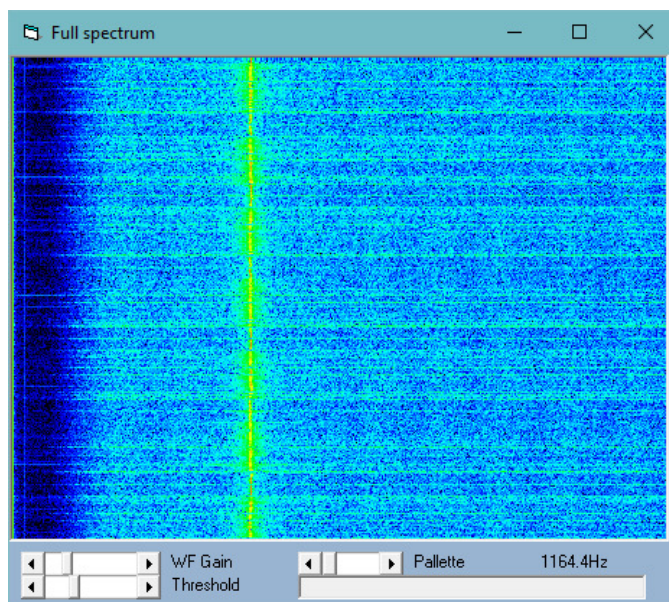 Full spectrum
WF Gain
Pallette
1164.4Hz
Threshold